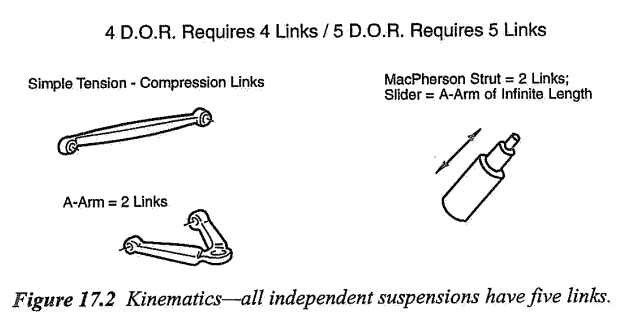 4 D.O.R. Requires 4 Links / 5 D.O.R. Requires 5 Links
Simple Tension - Compression Links
MacPherson Strut = 2 Links;
Slider = A-Arm of Infinite Length
A-Arm = 2 Links
Figure 17.2 Kinematics—all independent suspensions have five links.